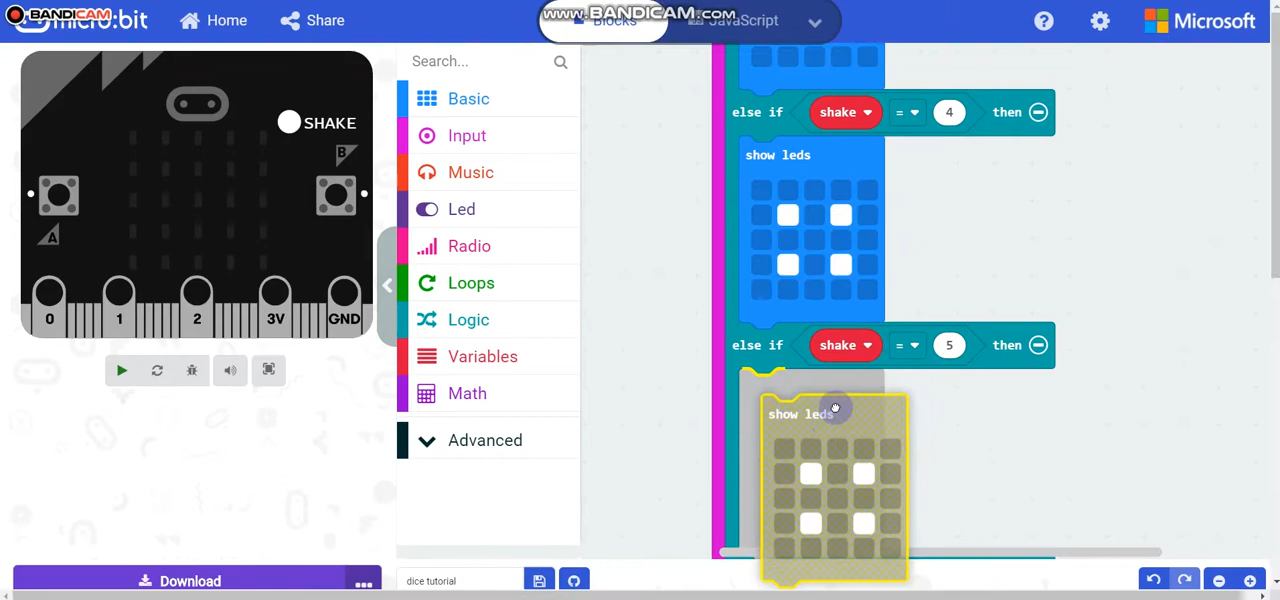 BANDICAM
www.BANDICAM.com
micro:bit
Home
Share
Blocks
JavaScript
Microsoft
SHAKE
B
A
0
1
2
3V
GND
Search...
Basic
Input
Music
Led
Radio
Loops
Logic
Variables
Math
Advanced
else if shake = 4 then
show leds
else if shake = 5 then
show leds
Download
...
dice tutorial